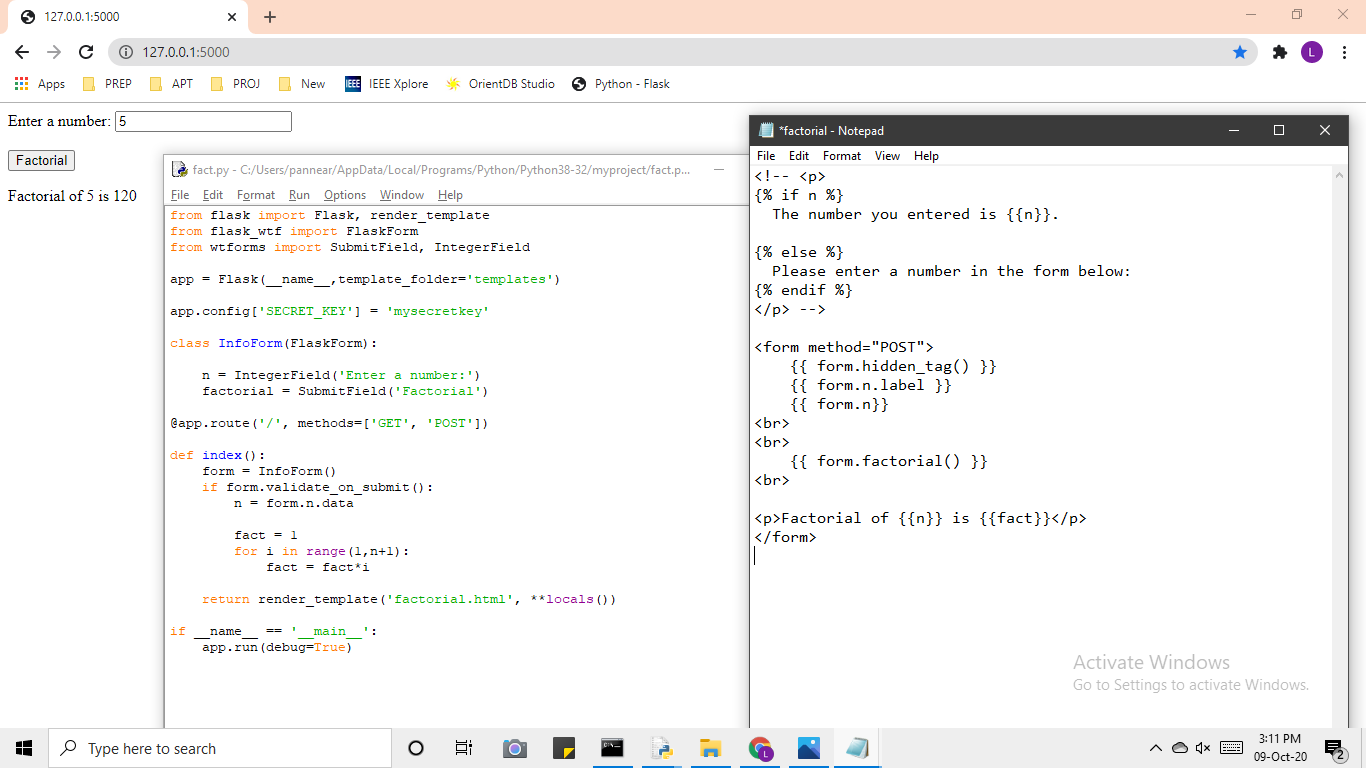 127.0.0.1:5000
127.0.0.1:5000
L
Apps PREP APT PROJ New IEEE IEEE Xplore OrientDB Studio Python - Flask
Enter a number: 5
Factorial
Factorial of 5 is 120
fact.py - C:/Users/pannear/AppData/Local/Programs/Python/Python38-32/myproject/fact.p...
File Edit Format Run Options Window Help
from flask import Flask, render_template
from flask_wtf import FlaskForm
from wtforms import SubmitField, IntegerField
app = Flask(__name__,template_folder='templates')
app.config['SECRET_KEY'] = 'mysecretkey'
class InfoForm(FlaskForm):
    n = IntegerField('Enter a number:')
    factorial = SubmitField('Factorial')
@app.route('/', methods=['GET', 'POST'])
def index():
    form = InfoForm()
    if form.validate_on_submit():
        n = form.n.data
        fact = 1
        for i in range(1,n+1):
            fact = fact*i
    return render_template('factorial.html', **locals())
if __name__ == '__main__':
    app.run(debug=True)
*factorial - Notepad
File Edit Format View Help
<!-- <p>
{% if n %}
  The number you entered is {{n}}.
{% else %}
  Please enter a number in the form below:
{% endif %}
</p> -->
<form method="POST">
    {{ form.hidden_tag() }}
    {{ form.n.label }}
    {{ form.n}}
<br>
<br>
    {{ form.factorial() }}
<br>
<p>Factorial of {{n}} is {{fact}}</p>
</form>
Activate Windows
Go to Settings to activate Windows.
Type here to search
L
3:11 PM
09-Oct-20
2